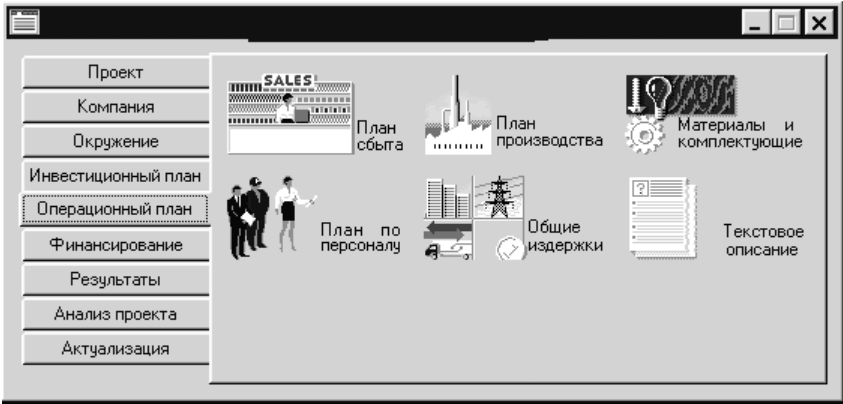 Проект
Компания
Окружение
Инвестиционный план
Операционный план
Финансирование
Результаты
Анализ проекта
Актуализация
SALES
План
сбыта
План
производства
Материалы и
комплектующие
План по
персоналу
Общие
издержки
?
Текстовое
описание